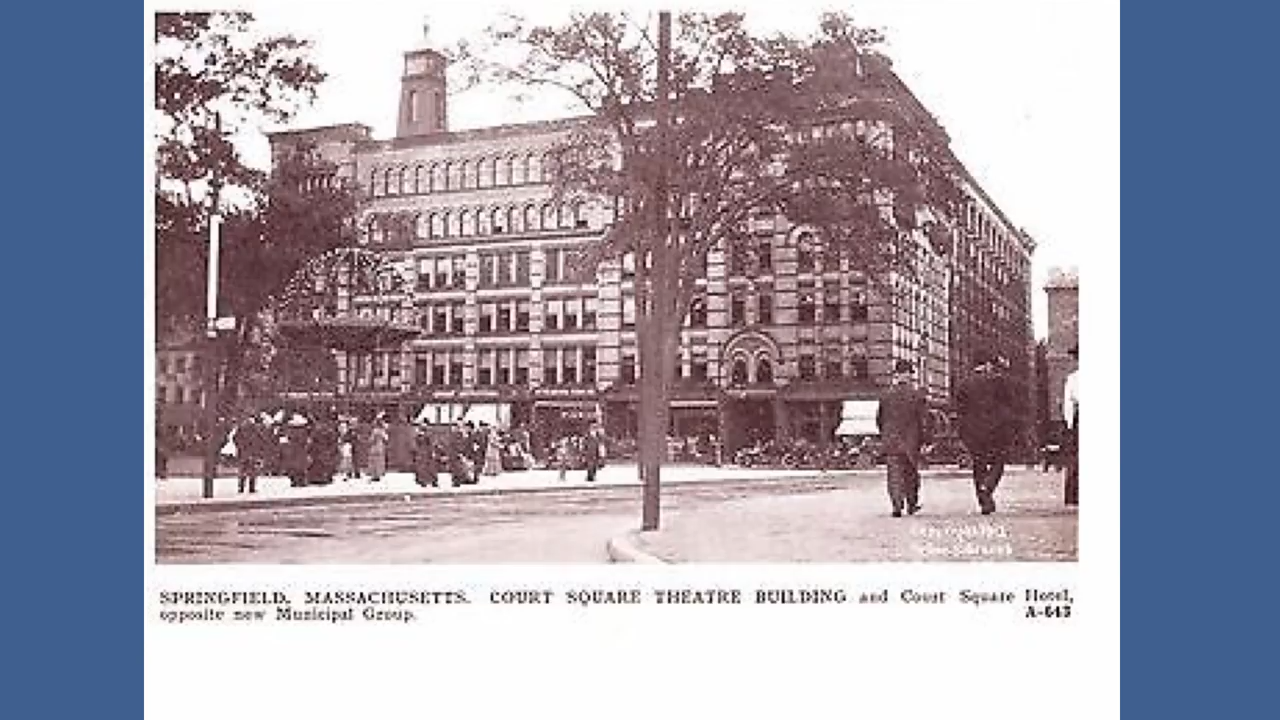 SPRINGFIELD, MASSACHUSETTS. COURT SQUARE THEATRE BUILDING and Court Square Hotel,
opposite new Municipal Group. A-643